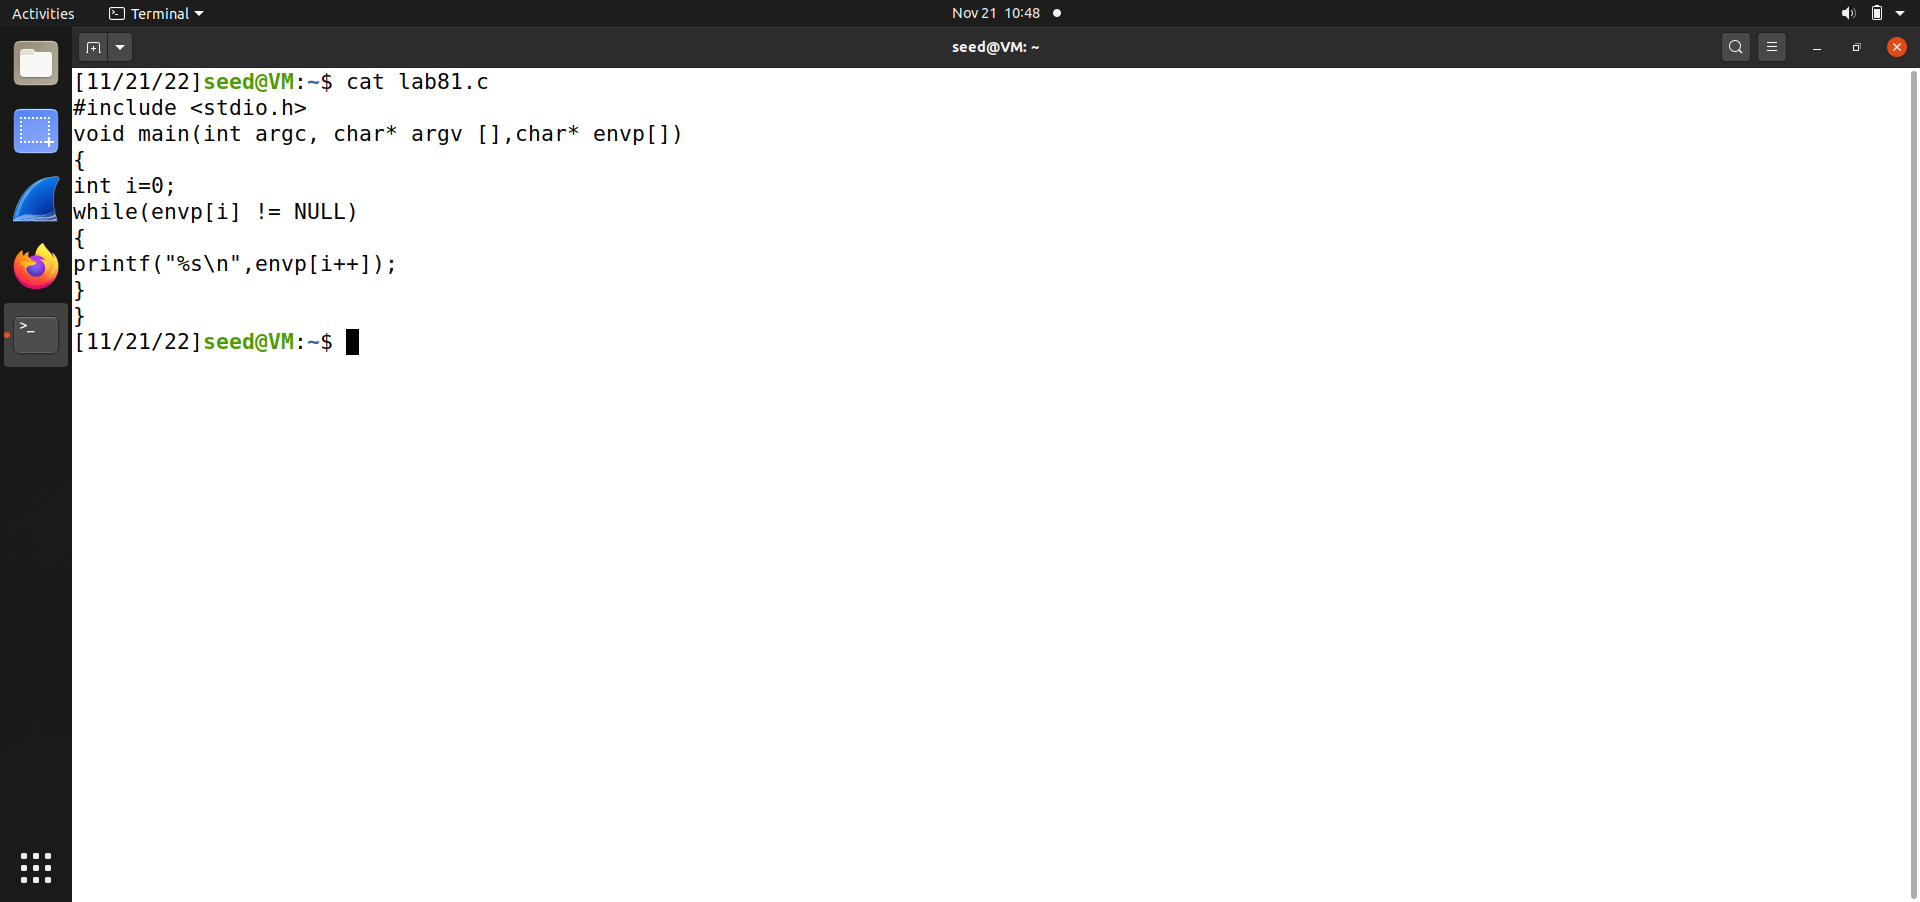 Activities
Terminal
Nov 21 10:48
seed@VM: ~
[11/21/22]seed@VM:~$ cat lab81.c
#include <stdio.h>
void main(int argc, char* argv [],char* envp[])
{
int i=0;
while(envp[i] != NULL)
{
printf("%s\n",envp[i++]);
}
}
[11/21/22]seed@VM:~$